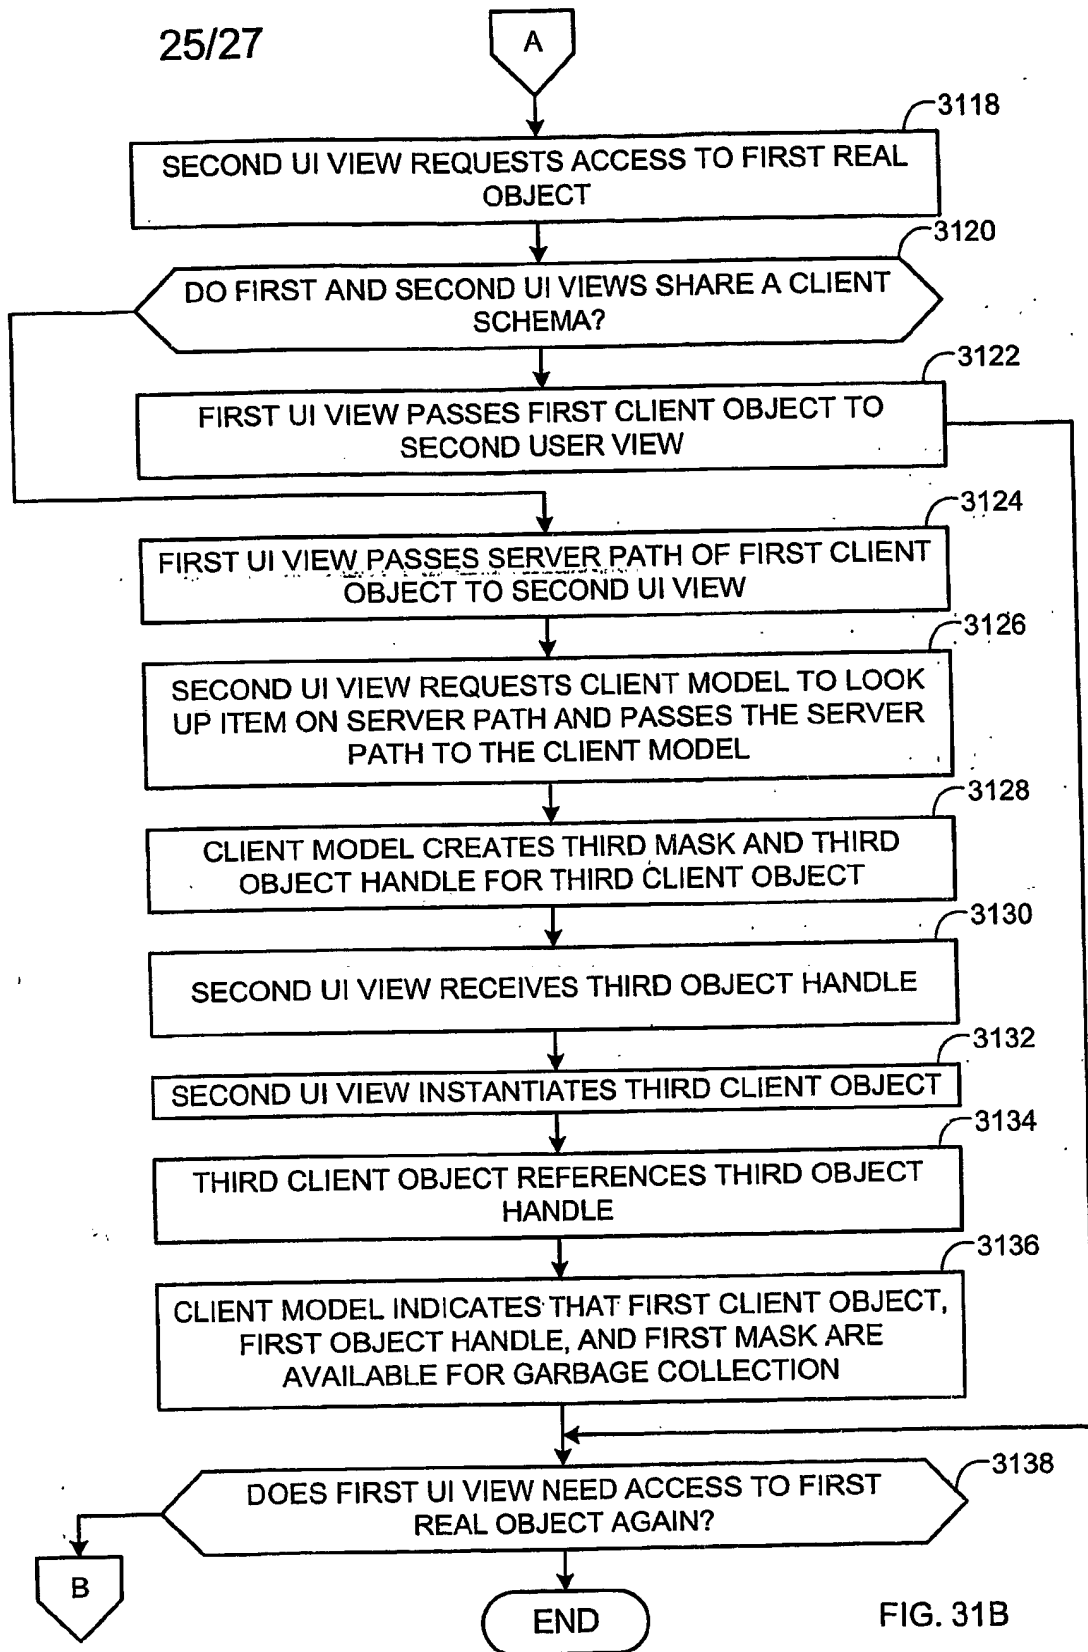 25/27
A
3118
SECOND UI VIEW REQUESTS ACCESS TO FIRST REAL
OBJECT
3120
DO FIRST AND SECOND UI VIEWS SHARE A CLIENT
SCHEMA?
3122
FIRST UI VIEW PASSES FIRST CLIENT OBJECT TO
SECOND USER VIEW
3124
FIRST UI VIEW PASSES SERVER PATH OF FIRST CLIENT
OBJECT TO SECOND UI VIEW
3126
SECOND UI VIEW REQUESTS CLIENT MODEL TO LOOK
UP ITEM ON SERVER PATH AND PASSES THE SERVER
PATH TO THE CLIENT MODEL
3128
CLIENT MODEL CREATES THIRD MASK AND THIRD
OBJECT HANDLE FOR THIRD CLIENT OBJECT
3130
SECOND UI VIEW RECEIVES THIRD OBJECT HANDLE
3132
SECOND UI VIEW INSTANTIATES THIRD CLIENT OBJECT
3134
THIRD CLIENT OBJECT REFERENCES THIRD OBJECT
HANDLE
3136
CLIENT MODEL INDICATES THAT FIRST CLIENT OBJECT,
FIRST OBJECT HANDLE, AND FIRST MASK ARE
AVAILABLE FOR GARBAGE COLLECTION
3138
DOES FIRST UI VIEW NEED ACCESS TO FIRST
REAL OBJECT AGAIN?
B
END
FIG. 31B